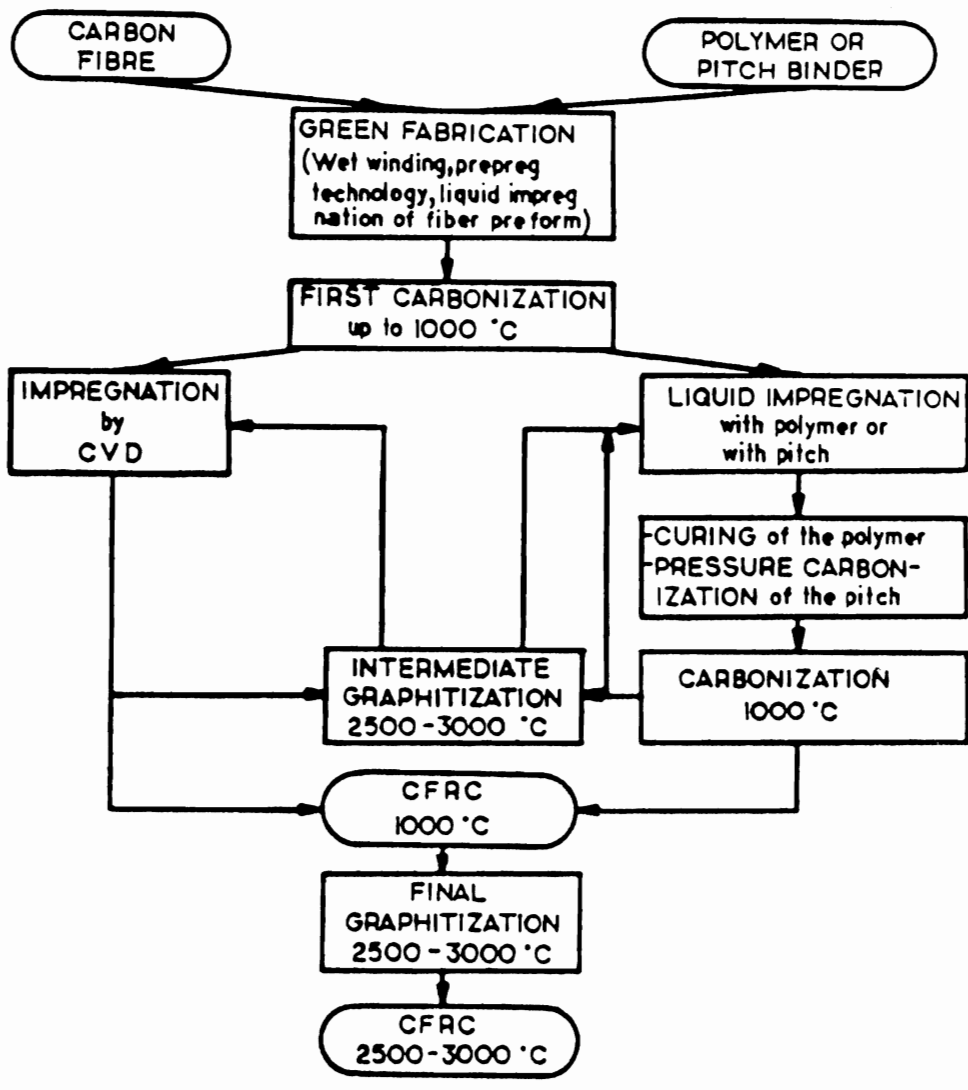 CARBON
FIBRE
POLYMER OR
PITCH BINDER
GREEN FABRICATION
(Wet winding,prepreg
technology,liquid impreg
nation of fiber preform)
FIRST CARBONIZATION
up to 1000 °C
IMPREGNATION
by
CVD
LIQUID IMPREGNATION
with polymer or
with pitch
-CURING of the polymer
-PRESSURE CARBON-
IZATION of the pitch
INTERMEDIATE
GRAPHITIZATION
2500-3000 °C
CARBONIZATION
1000 °C
CFRC
1000 °C
FINAL
GRAPHITIZATION
2500-3000 °C
CFRC
2500-3000 °C